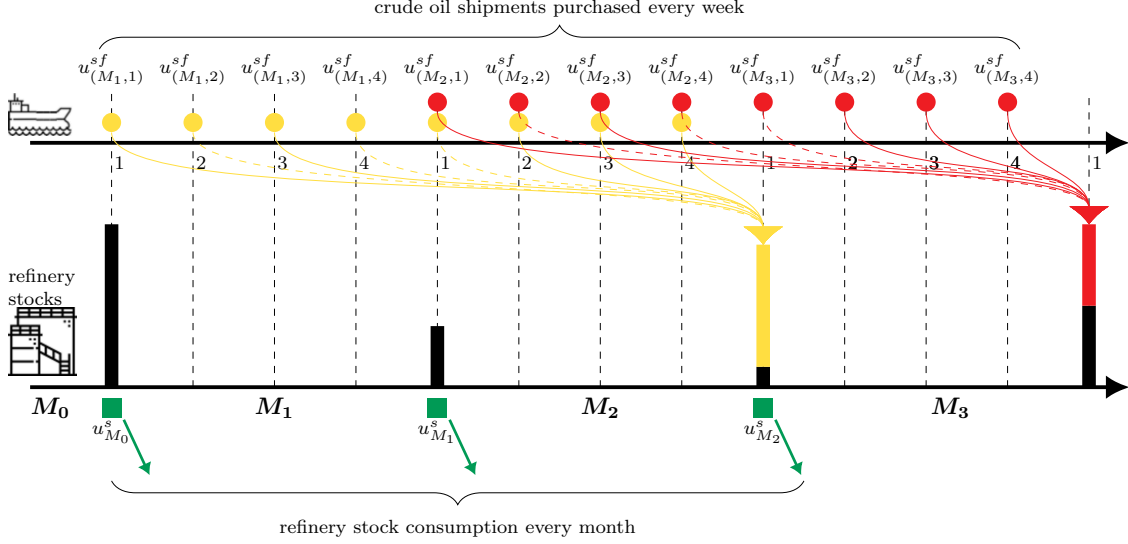 crude oil shipments purchased every week
u^{sf}_{(M_1,1)} u^{sf}_{(M_1,2)} u^{sf}_{(M_1,3)} u^{sf}_{(M_1,4)} u^{sf}_{(M_2,1)} u^{sf}_{(M_2,2)} u^{sf}_{(M_2,3)} u^{sf}_{(M_2,4)} u^{sf}_{(M_3,1)} u^{sf}_{(M_3,2)} u^{sf}_{(M_3,3)} u^{sf}_{(M_3,4)}
1 2 3 4 1 2 3 4 1 2 3 4 1
refinery
stocks
M_0 M_1 M_2 M_3
u^s_{M_0} u^s_{M_1} u^s_{M_2}
refinery stock consumption every month